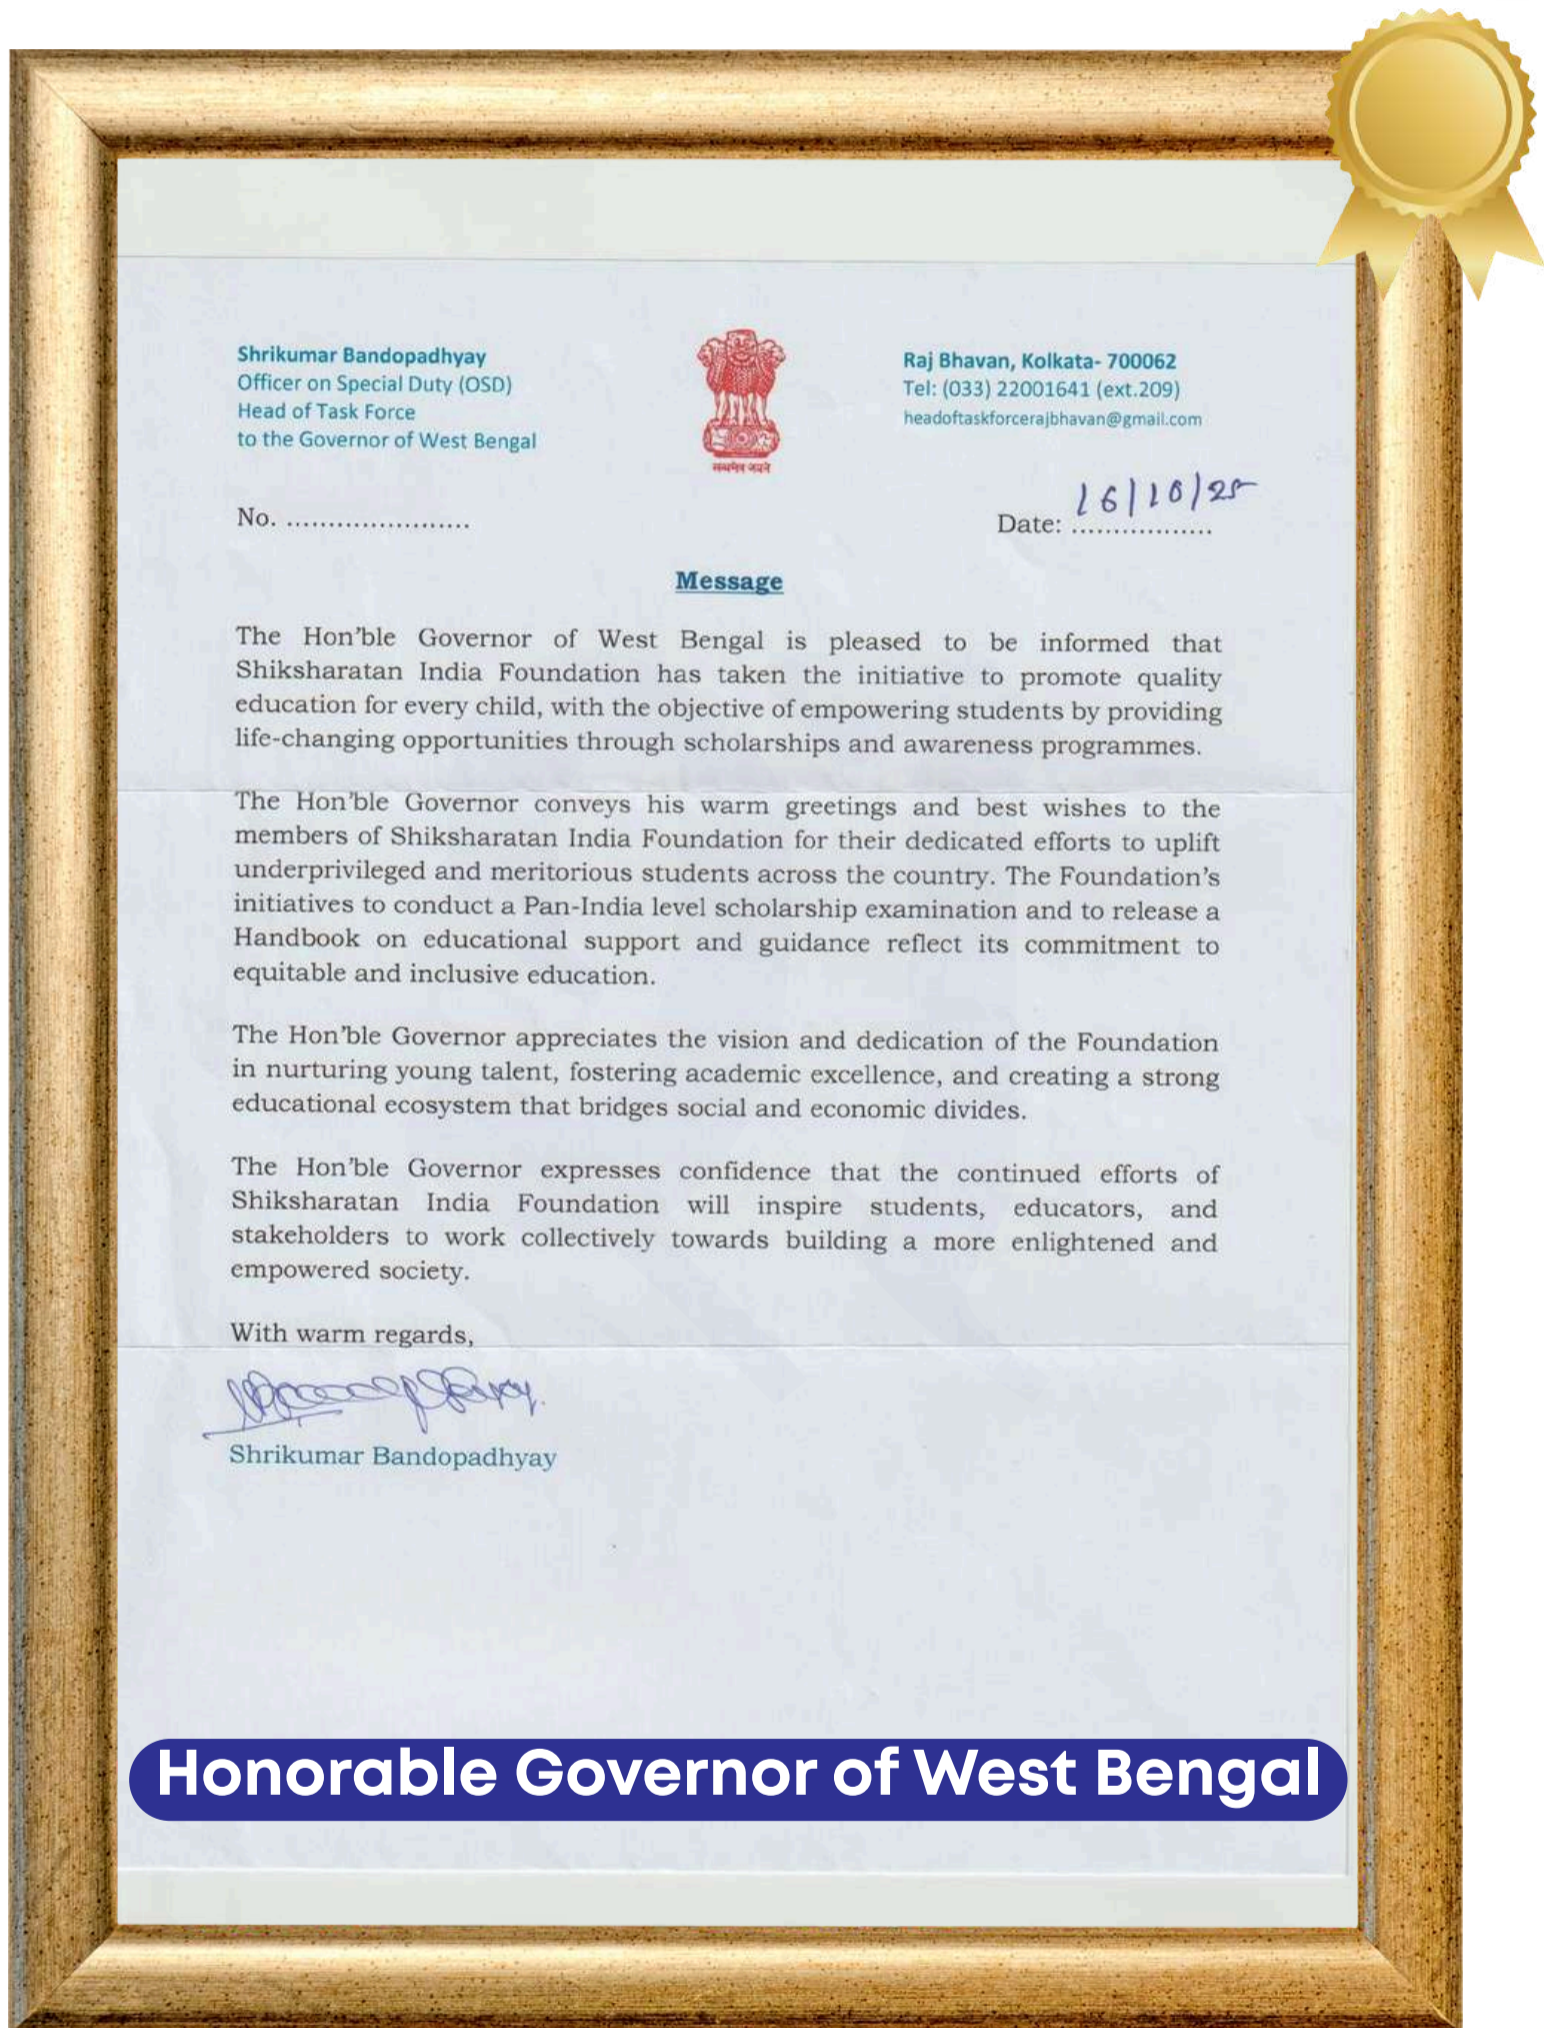 Shrikumar Bandopadhyay
Officer on Special Duty (OSD)
Head of Task Force
to the Governor of West Bengal
सत्यमेव जयते
Raj Bhavan, Kolkata- 700062
Tel: (033) 22001641 (ext.209)
headoftaskforcerajbhavan@gmail.com
No. ......................
Date: 16/10/25
Message
The Hon'ble Governor of West Bengal is pleased to be informed that
Shiksharatan India Foundation has taken the initiative to promote quality
education for every child, with the objective of empowering students by providing
life-changing opportunities through scholarships and awareness programmes.
The Hon'ble Governor conveys his warm greetings and best wishes to the
members of Shiksharatan India Foundation for their dedicated efforts to uplift
underprivileged and meritorious students across the country. The Foundation's
initiatives to conduct a Pan-India level scholarship examination and to release a
Handbook on educational support and guidance reflect its commitment to
equitable and inclusive education.
The Hon'ble Governor appreciates the vision and dedication of the Foundation
in nurturing young talent, fostering academic excellence, and creating a strong
educational ecosystem that bridges social and economic divides.
The Hon'ble Governor expresses confidence that the continued efforts of
Shiksharatan India Foundation will inspire students, educators, and
stakeholders to work collectively towards building a more enlightened and
empowered society.
With warm regards,
Shrikumar Bandopadhyay
Honorable Governor of West Bengal